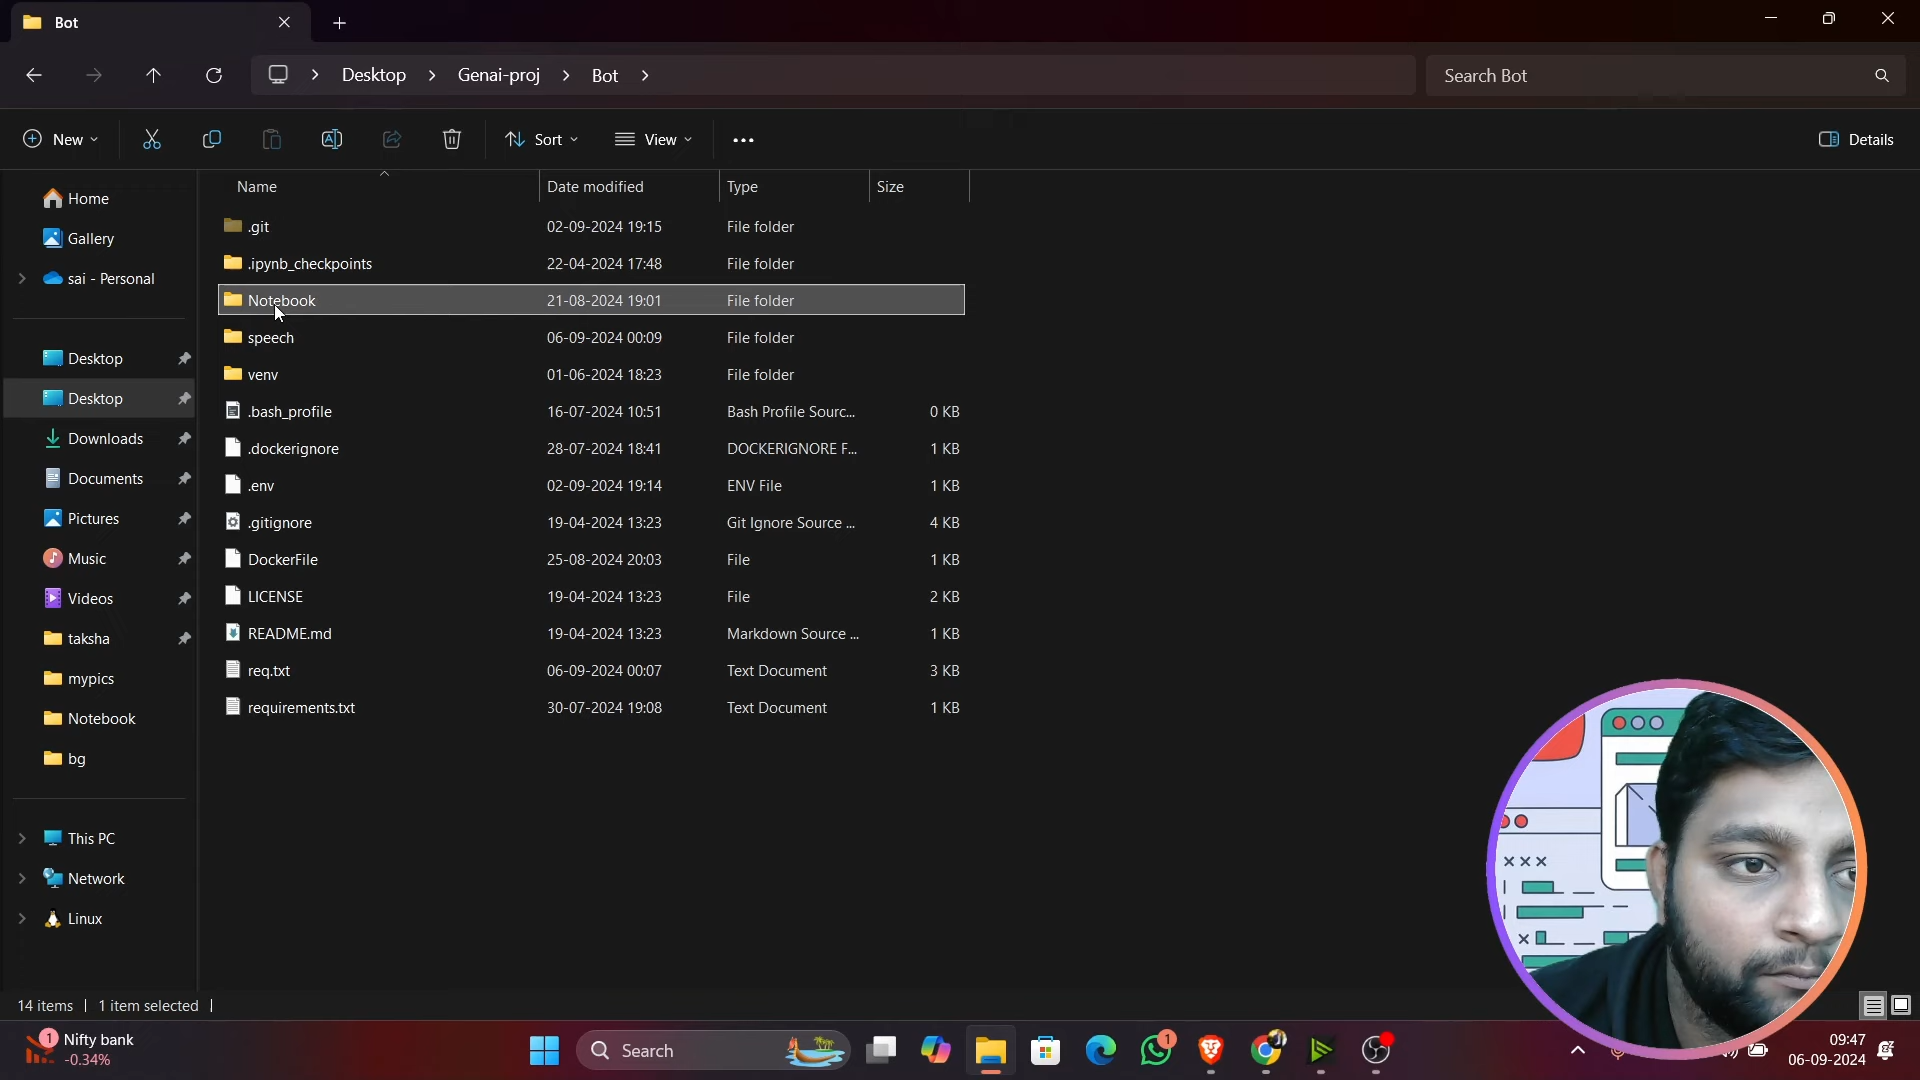 Bot
Desktop > Genai-proj > Bot >
Search Bot
New
Sort
View
Details
Name Date modified Type Size
Home
Gallery
sai - Personal
Desktop
Desktop
Downloads
Documents
Pictures
Music
Videos
taksha
mypics
Notebook
bg
This PC
Network
Linux
.git 02-09-2024 19:15 File folder
.ipynb_checkpoints 22-04-2024 17:48 File folder
Notebook 21-08-2024 19:01 File folder
speech 06-09-2024 00:09 File folder
venv 01-06-2024 18:23 File folder
.bash_profile 16-07-2024 10:51 Bash Profile Sourc... 0 KB
.dockerignore 28-07-2024 18:41 DOCKERIGNORE F... 1 KB
.env 02-09-2024 19:14 ENV File 1 KB
.gitignore 19-04-2024 13:23 Git Ignore Source ... 4 KB
DockerFile 25-08-2024 20:03 File 1 KB
LICENSE 19-04-2024 13:23 File 2 KB
README.md 19-04-2024 13:23 Markdown Source ... 1 KB
req.txt 06-09-2024 00:07 Text Document 3 KB
requirements.txt 30-07-2024 19:08 Text Document 1 KB
14 items | 1 item selected |
1
Nifty bank
-0.34%
Search
1
09:47
06-09-2024